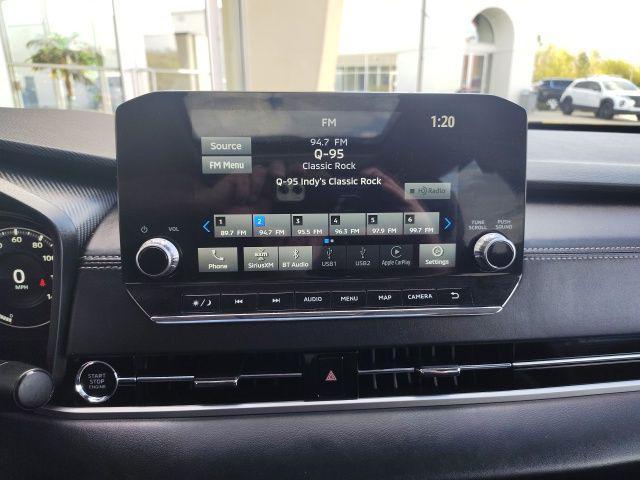 FM
1:20
Source
94.7 FM
Q-95
Classic Rock
FM Menu
Q-95 Indy's Classic Rock
HD Radio
1 2 3 4 5 6
89.7 FM 94.7 FM 95.5 FM 96.3 FM 97.9 FM 99.7 FM
Phone SiriusXM BT Audio USB1 USB2 Apple CarPlay Settings
VOL
TUNE SCROLL
PUSH SOUND
AUDIO MENU MAP CAMERA
100
120
0
MPH
START
STOP
ENGINE